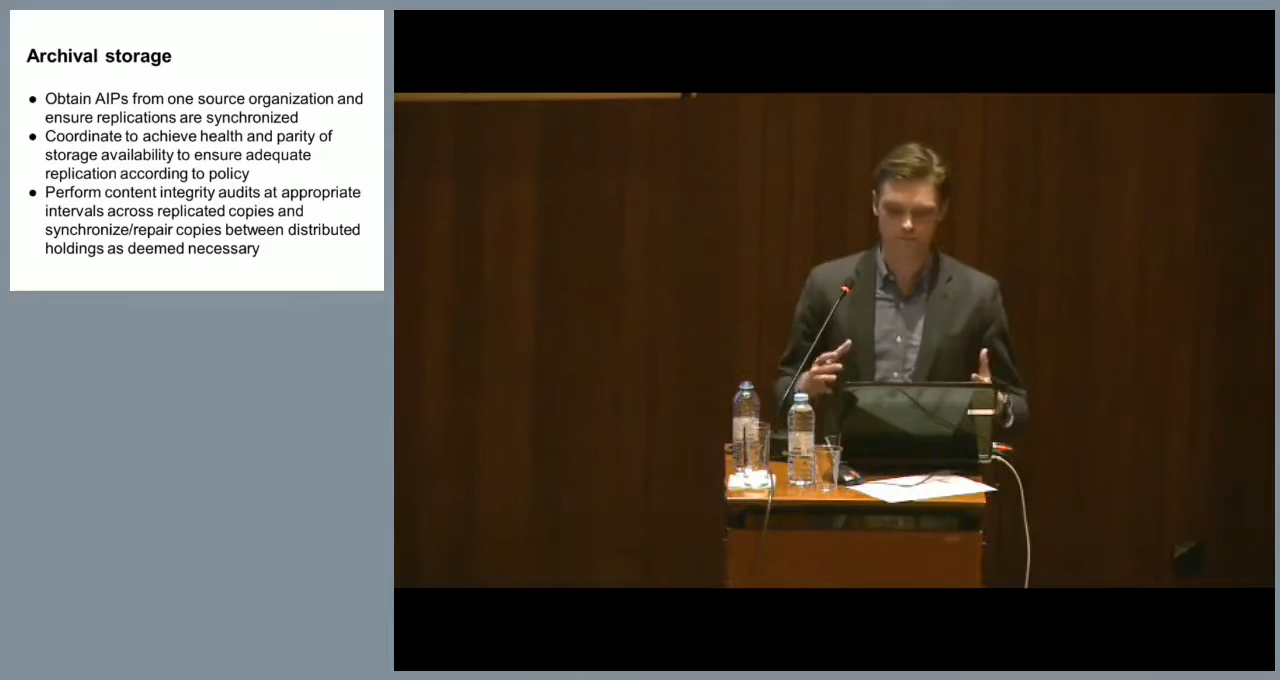 Archival storage
● Obtain AIPs from one source organization and
ensure replications are synchronized
● Coordinate to achieve health and parity of
storage availability to ensure adequate
replication according to policy
● Perform content integrity audits at appropriate
intervals across replicated copies and
synchronize/repair copies between distributed
holdings as deemed necessary